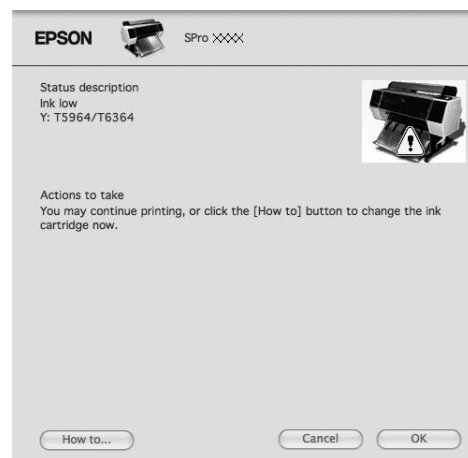 EPSON SPro XXXX
Status description
Ink low
Y: T5964/T6364
Actions to take
You may continue printing, or click the [How to] button to change the ink
cartridge now.
How to... Cancel OK